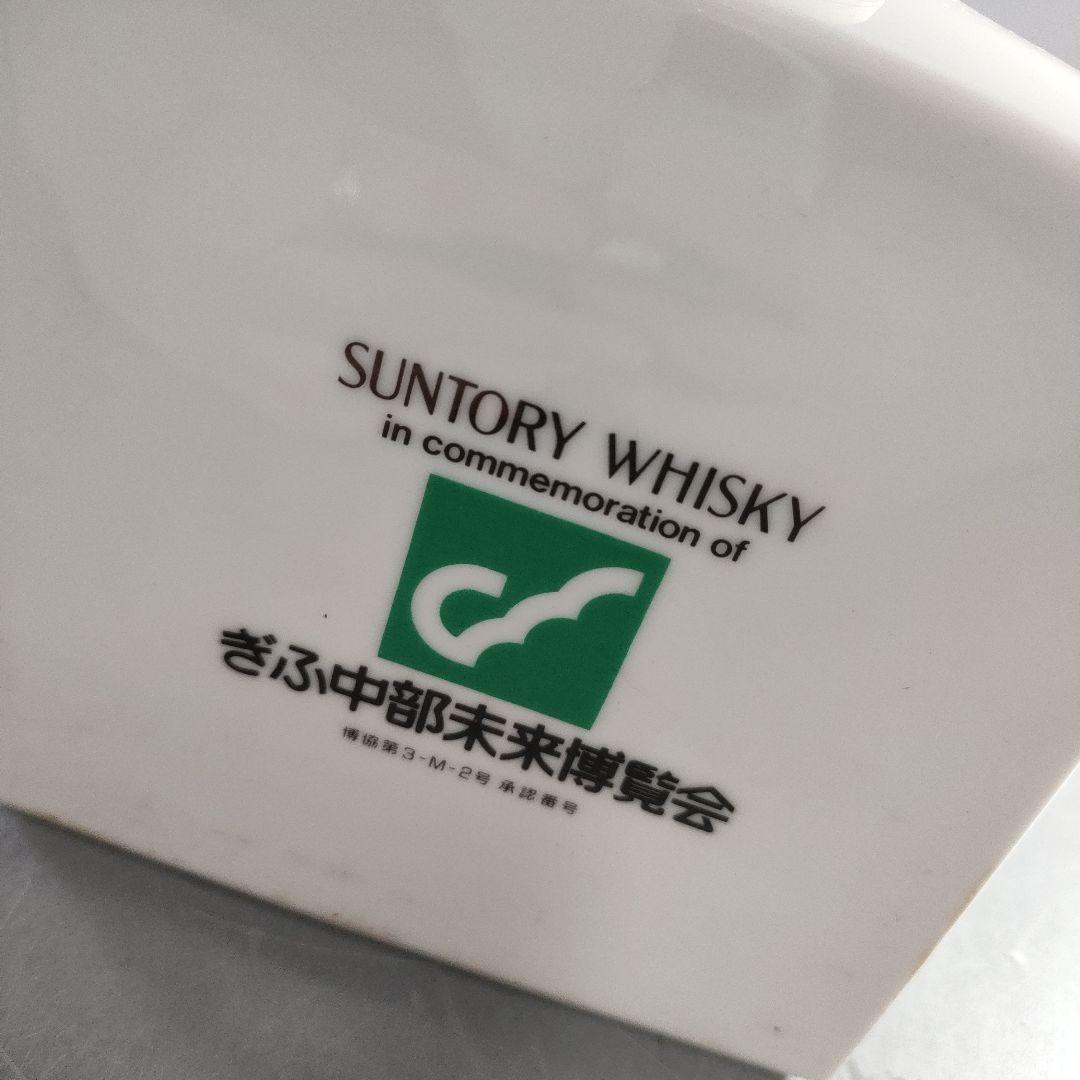 SUNTORY WHISKY
in commemoration of
ぎふ中部未来博覧会
博協第3-M-2号 承認番号